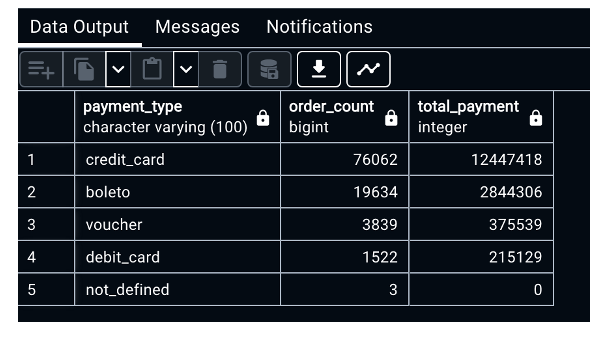 Data Output Messages Notifications
payment_type order_count total_payment
character varying (100) bigint integer
1 credit_card 76062 12447418
2 boleto 19634 2844306
3 voucher 3839 375539
4 debit_card 1522 215129
5 not_defined 3 0